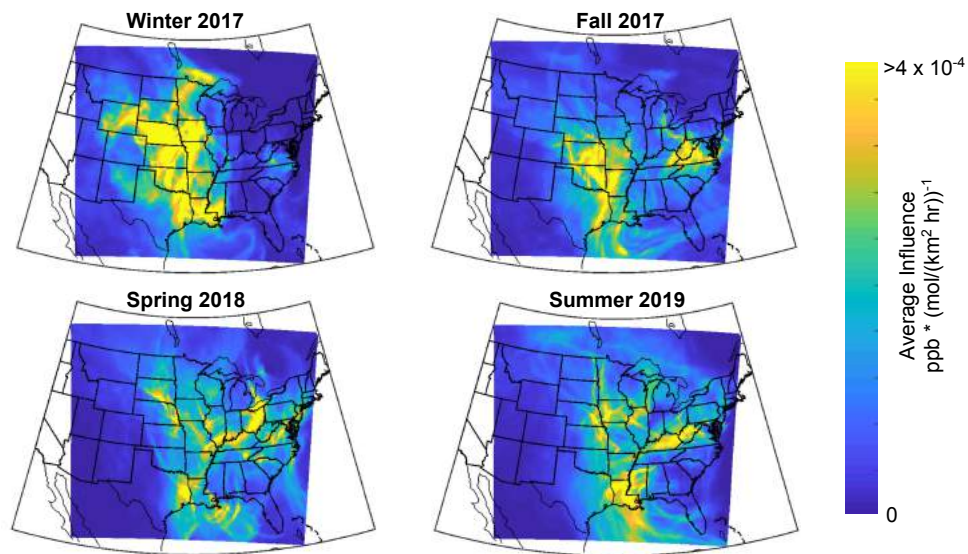 Winter 2017
Fall 2017
Spring 2018
Summer 2019
>4 x 10⁻⁴
0
Average Influence
ppb * (mol/(km² hr))⁻¹